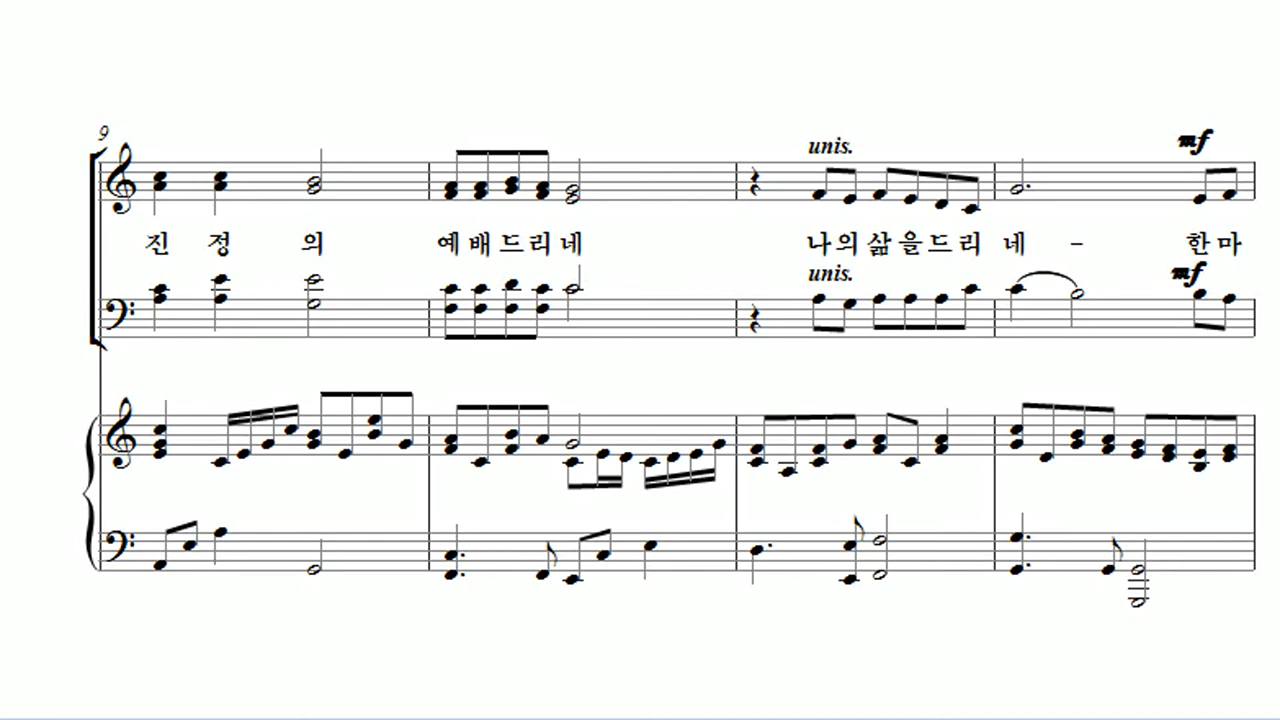 9
unis.
mf
진 정 의 예 배 드 리 네 나 의 삶 을 드 리 네 - 한 마
unis.
mf